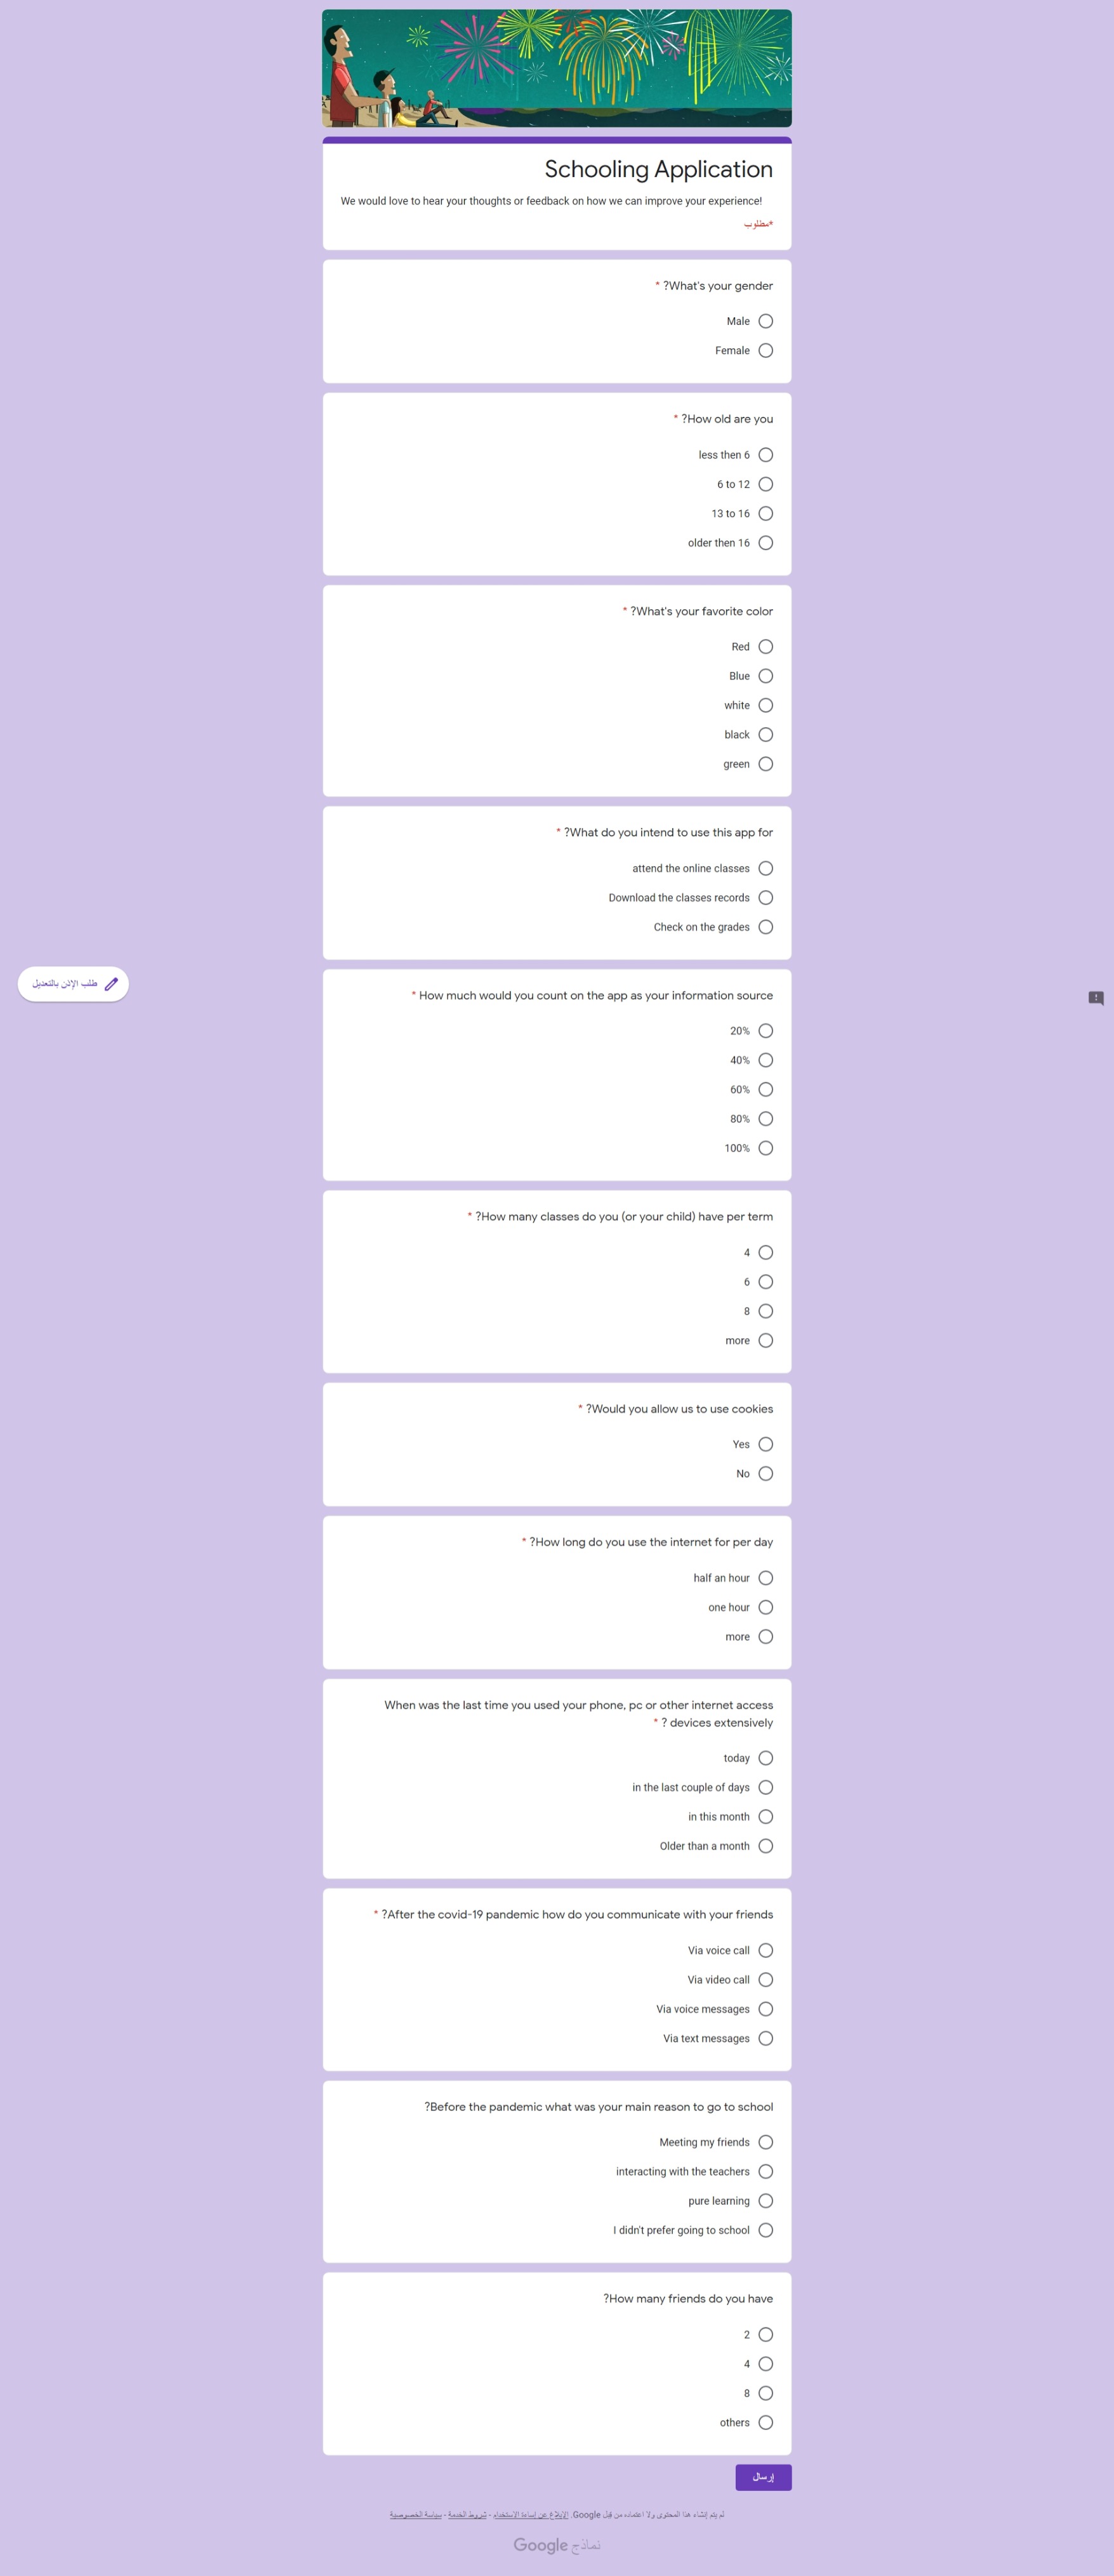 Schooling Application
We would love to hear your thoughts or feedback on how we can improve your experience!
*مطلوب
What's your gender? *
Male
Female
How old are you? *
less then 6
6 to 12
13 to 16
older then 16
What's your favorite color? *
Red
Blue
white
black
green
What do you intend to use this app for? *
attend the online classes
Download the classes records
Check on the grades
طلب الإذن بالتعديل
How much would you count on the app as your information source *
20%
40%
60%
80%
100%
How many classes do you (or your child) have per term? *
4
6
8
more
Would you allow us to use cookies? *
Yes
No
How long do you use the internet for per day? *
half an hour
one hour
more
When was the last time you used your phone, pc or other internet access
devices extensively ? *
today
in the last couple of days
in this month
Older than a month
After the covid-19 pandemic how do you communicate with your friends? *
Via voice call
Via video call
Via voice messages
Via text messages
Before the pandemic what was your main reason to go to school?
Meeting my friends
interacting with the teachers
pure learning
I didn't prefer going to school
How many friends do you have?
2
4
8
others
إرسال
لم يتم إنشاء هذا المحتوى ولا اعتماده من قبل Google. الإبلاغ عن إساءة الاستخدام - شروط الخدمة - سياسة الخصوصية
نماذج Google